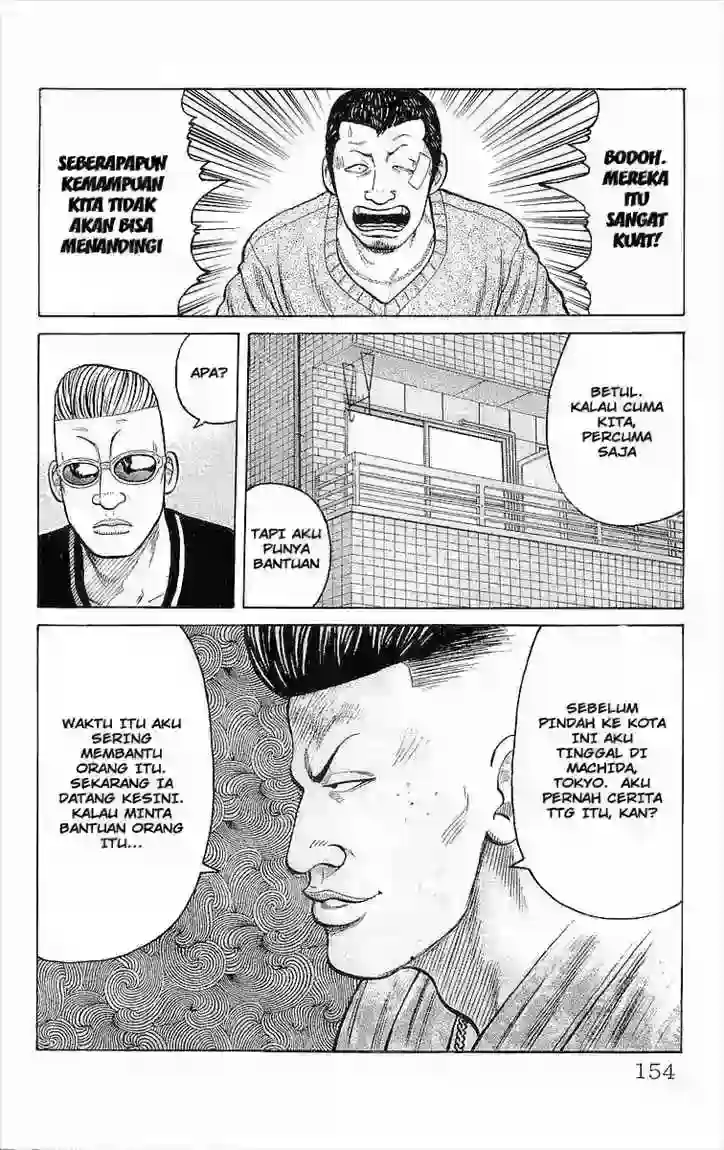 BODOH.
MEREKA
ITU
SANGAT
KUAT!
SEBERAPAPUN
KEMAMPUAN
KITA TIDAK
AKAN BISA
MENANDINGI
BETUL.
KALAU CUMA
KITA,
PERCUMA
SAJA
TAPI AKU
PUNYA
BANTUAN
APA?
SEBELUM
PINDAH KE KOTA
INI AKU
TINGGAL DI
MACHIDA,
TOKYO. AKU
PERNAH CERITA
TTG ITU, KAN?
WAKTU ITU AKU
SERING
MEMBANTU
ORANG ITU.
SEKARANG IA
DATANG KESINI.
KALAU MINTA
BANTUAN ORANG
ITU...
154